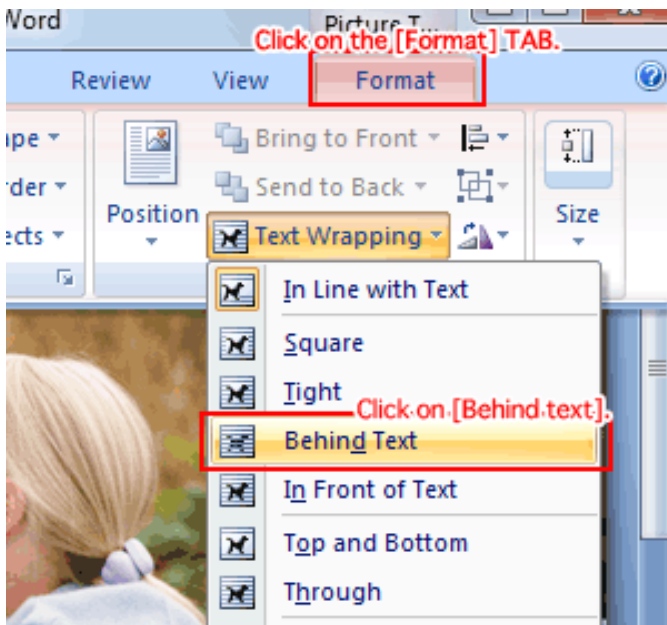 Word Picture T...
Click on the [Format] TAB.
Review View Format
ape Bring to Front
rder Send to Back
Position
ects Text Wrapping
Size
In Line with Text
Square
Tight
Click on [Behind text].
Behind Text
In Front of Text
Top and Bottom
Through